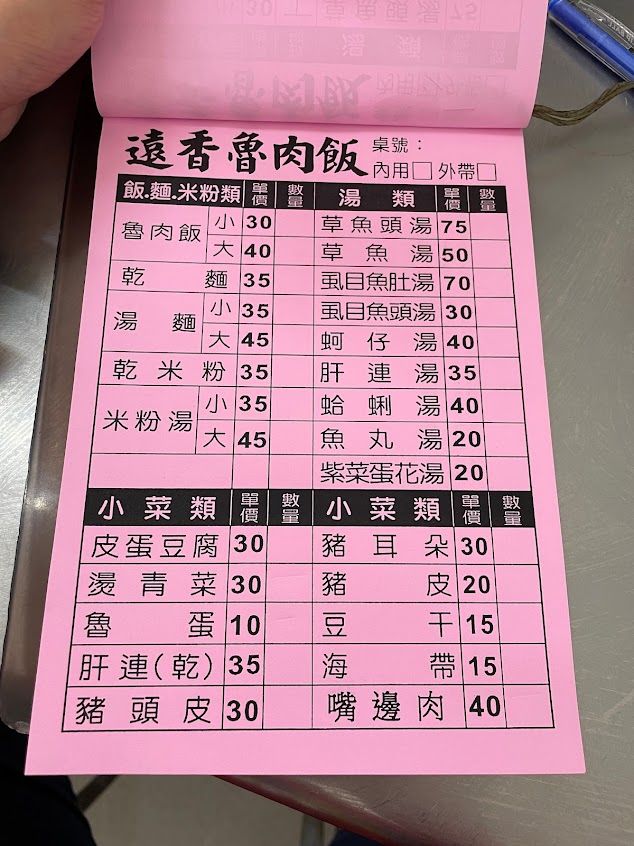 遠香魯肉飯
桌號：
內用□ 外帶□
飯.麵.米粉類 單價 數量 湯類 單價 數量
魯肉飯 小 30 草魚頭湯 75
大 40 草魚湯 50
乾麵 35 虱目魚肚湯 70
湯麵 小 35 虱目魚頭湯 30
大 45 蚵仔湯 40
乾米粉 35 肝連湯 35
米粉湯 小 35 蛤蜊湯 40
大 45 魚丸湯 20
紫菜蛋花湯 20
小菜類 單價 數量 小菜類 單價 數量
皮蛋豆腐 30 豬耳朵 30
燙青菜 30 豬皮 20
魯蛋 10 豆干 15
肝連(乾) 35 海帶 15
豬頭皮 30 嘴邊肉 40